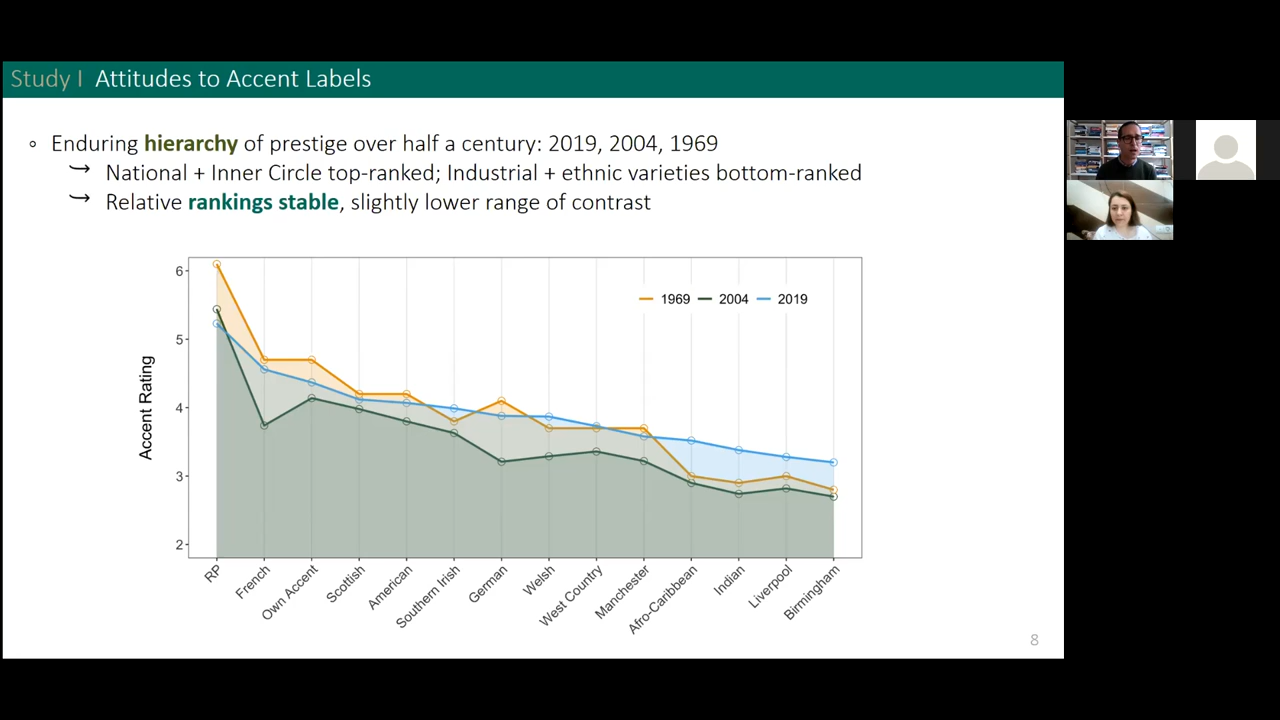 Study I Attitudes to Accent Labels
◦ Enduring hierarchy of prestige over half a century: 2019, 2004, 1969
↪ National + Inner Circle top-ranked; Industrial + ethnic varieties bottom-ranked
↪ Relative rankings stable, slightly lower range of contrast
1969 2004 2019
Accent Rating
6
5
4
3
2
RP
French
Own Accent
Scottish
American
Southern Irish
German
Welsh
West Country
Manchester
Afro-Caribbean
Indian
Liverpool
Birmingham
8